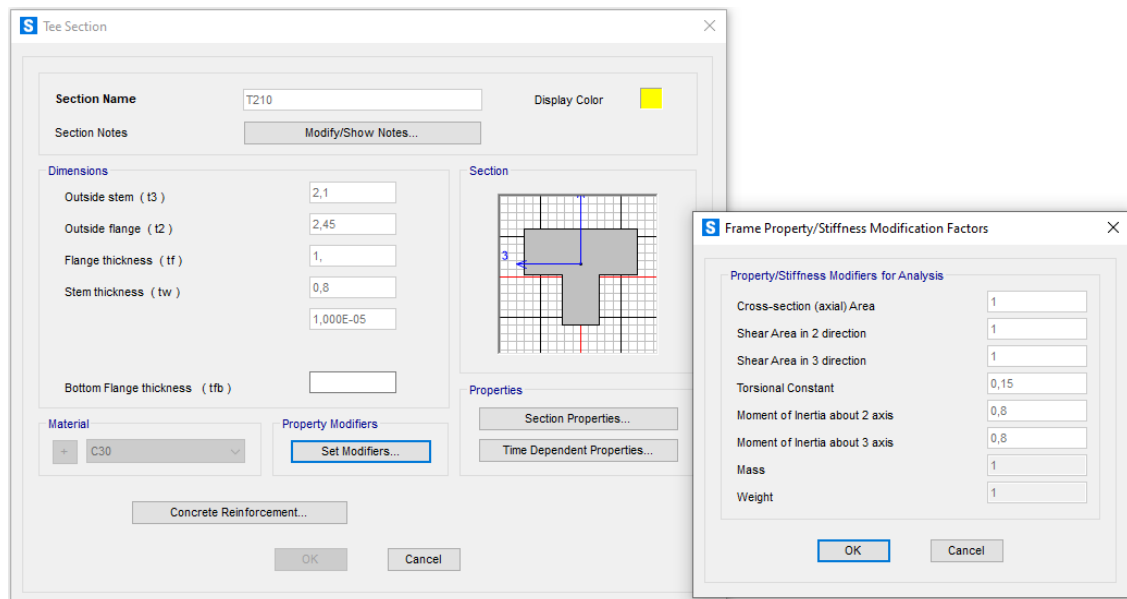 S Tee Section
Section Name T210 Display Color
Section Notes Modify/Show Notes...
Dimensions
Outside stem ( t3 ) 2,1
Outside flange ( t2 ) 2,45
Flange thickness ( tf ) 1,
Stem thickness ( tw ) 0,8
1,000E-05
Bottom Flange thickness ( tfb )
Section
3
Material
+ C30
Property Modifiers
Set Modifiers...
Properties
Section Properties...
Time Dependent Properties...
Concrete Reinforcement...
OK Cancel
S Frame Property/Stiffness Modification Factors
Property/Stiffness Modifiers for Analysis
Cross-section (axial) Area 1
Shear Area in 2 direction 1
Shear Area in 3 direction 1
Torsional Constant 0,15
Moment of Inertia about 2 axis 0,8
Moment of Inertia about 3 axis 0,8
Mass 1
Weight 1
OK Cancel